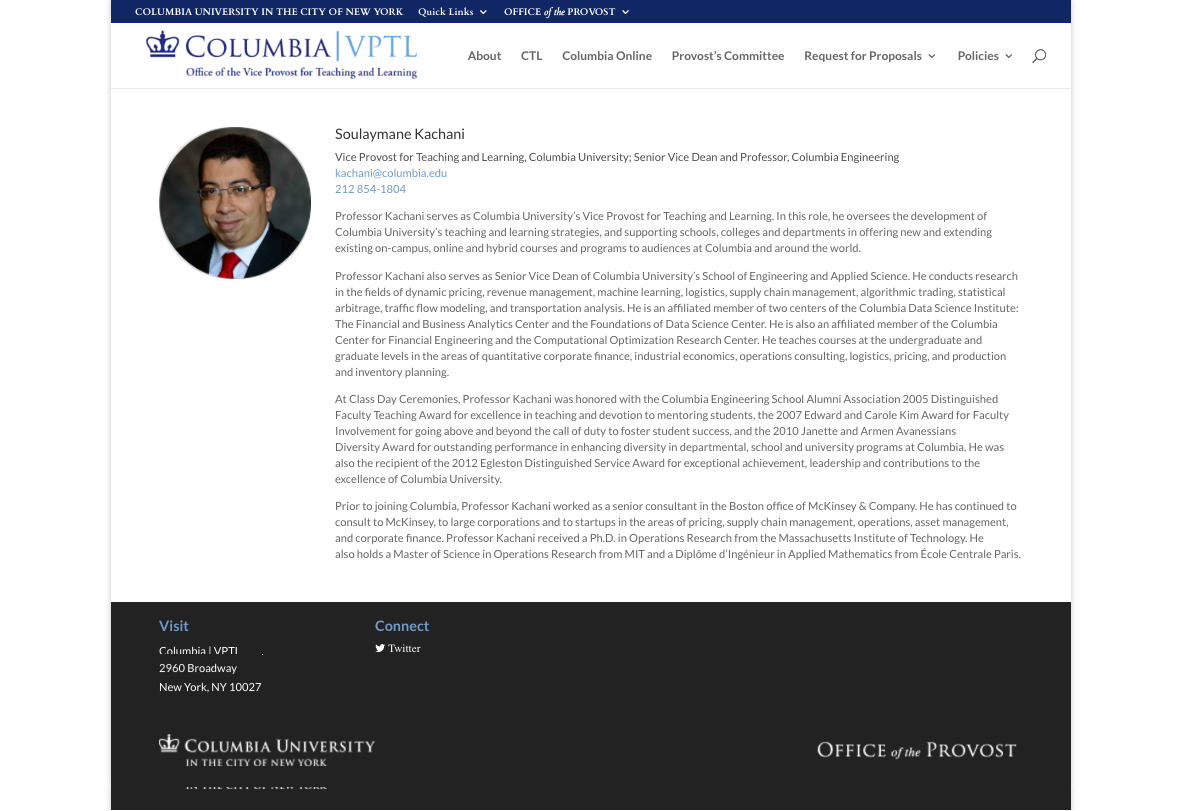 COLUMBIA UNIVERSITY IN THE CITY OF NEW YORK Quick Links OFFICE of the PROVOST
COLUMBIA | VPTL
Office of the Vice Provost for Teaching and Learning
About CTL Columbia Online Provost's Committee Request for Proposals Policies
Soulaymane Kachani
Vice Provost for Teaching and Learning, Columbia University; Senior Vice Dean and Professor, Columbia Engineering
kachani@columbia.edu
212 854-1804
Professor Kachani serves as Columbia University's Vice Provost for Teaching and Learning. In this role, he oversees the development of
Columbia University's teaching and learning strategies, and supporting schools, colleges and departments in offering new and extending
existing on-campus, online and hybrid courses and programs to audiences at Columbia and around the world.
Professor Kachani also serves as Senior Vice Dean of Columbia University's School of Engineering and Applied Science. He conducts research
in the fields of dynamic pricing, revenue management, machine learning, logistics, supply chain management, algorithmic trading, statistical
arbitrage, traffic flow modeling, and transportation analysis. He is an affiliated member of two centers of the Columbia Data Science Institute:
The Financial and Business Analytics Center and the Foundations of Data Science Center. He is also an affiliated member of the Columbia
Center for Financial Engineering and the Computational Optimization Research Center. He teaches courses at the undergraduate and
graduate levels in the areas of quantitative corporate finance, industrial economics, operations consulting, logistics, pricing, and production
and inventory planning.
At Class Day Ceremonies, Professor Kachani was honored with the Columbia Engineering School Alumni Association 2005 Distinguished
Faculty Teaching Award for excellence in teaching and devotion to mentoring students, the 2007 Edward and Carole Kim Award for Faculty
Involvement for going above and beyond the call of duty to foster student success, and the 2010 Janette and Armen Avanessians
Diversity Award for outstanding performance in enhancing diversity in departmental, school and university programs at Columbia. He was
also the recipient of the 2012 Egleston Distinguished Service Award for exceptional achievement, leadership and contributions to the
excellence of Columbia University.
Prior to joining Columbia, Professor Kachani worked as a senior consultant in the Boston office of McKinsey & Company. He has continued to
consult to McKinsey, to large corporations and to startups in the areas of pricing, supply chain management, operations, asset management,
and corporate finance. Professor Kachani received a Ph.D. in Operations Research from the Massachusetts Institute of Technology. He
also holds a Master of Science in Operations Research from MIT and a Diplôme d'Ingénieur in Applied Mathematics from École Centrale Paris.
Visit Connect
Columbia | VPTL Twitter
2960 Broadway
New York, NY 10027
COLUMBIA UNIVERSITY OFFICE of the PROVOST
IN THE CITY OF NEW YORK
IN THE CITY OF NEW YORK